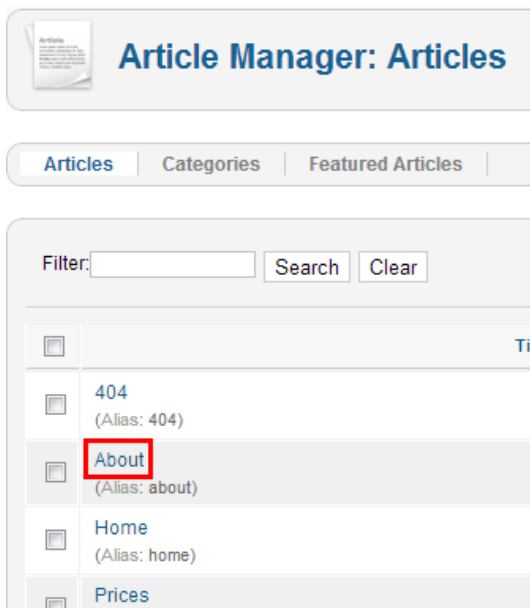 Article Manager: Articles
Articles Categories Featured Articles
Filter: Search Clear
404
(Alias: 404)
About
(Alias: about)
Home
(Alias: home)
Prices